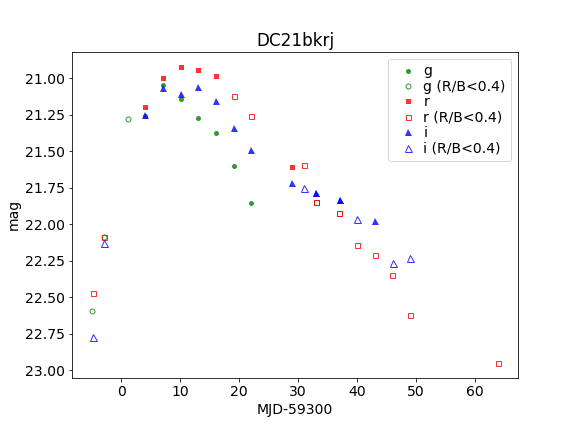 DC21bkrj
mag
21.00
21.25
21.50
21.75
22.00
22.25
22.50
22.75
23.00
g
g (R/B<0.4)
r
r (R/B<0.4)
i
i (R/B<0.4)
0 10 20 30 40 50 60
MJD-59300